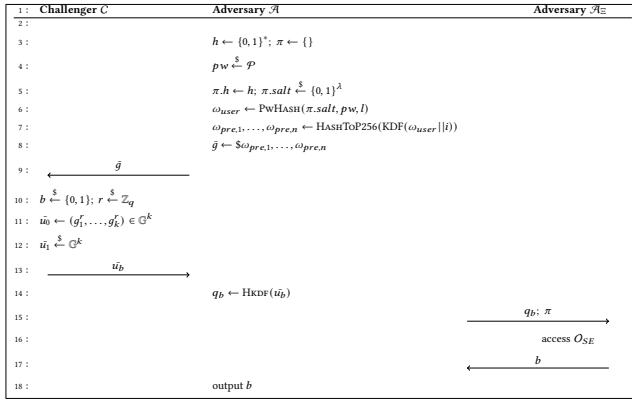 1 : Challenger C Adversary A Adversary A_Ξ
2 :
3 : h ← {0, 1}*; π ← {}
4 : pw ←$ P
5 : π.h ← h; π.salt ←$ {0, 1}^λ
6 : ω_user ← PwHash(π.salt, pw, l)
7 : ω_pre,1, . . . , ω_pre,n ← HashToP256(KDF(ω_user||i))
8 : ḡ ← $ω_pre,1, . . . , ω_pre,n
9 : ḡ
10 : b ←$ {0, 1}; r ←$ ℤ_q
11 : ū_0 ← (g_1^r, . . . , g_k^r) ∈ 𝔾^k
12 : ū_1 ←$ 𝔾^k
13 : ū_b
14 : q_b ← Hkdf(ū_b)
15 : q_b; π
16 : access O_SE
17 : b
18 : output b